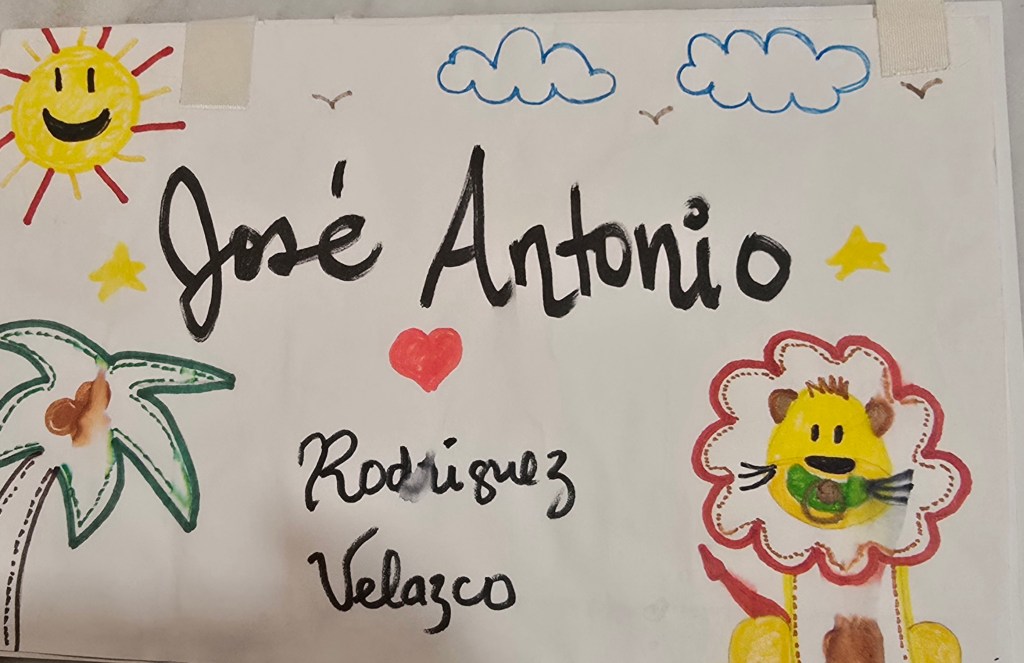 José Antonio
Rodriguez
Velazco